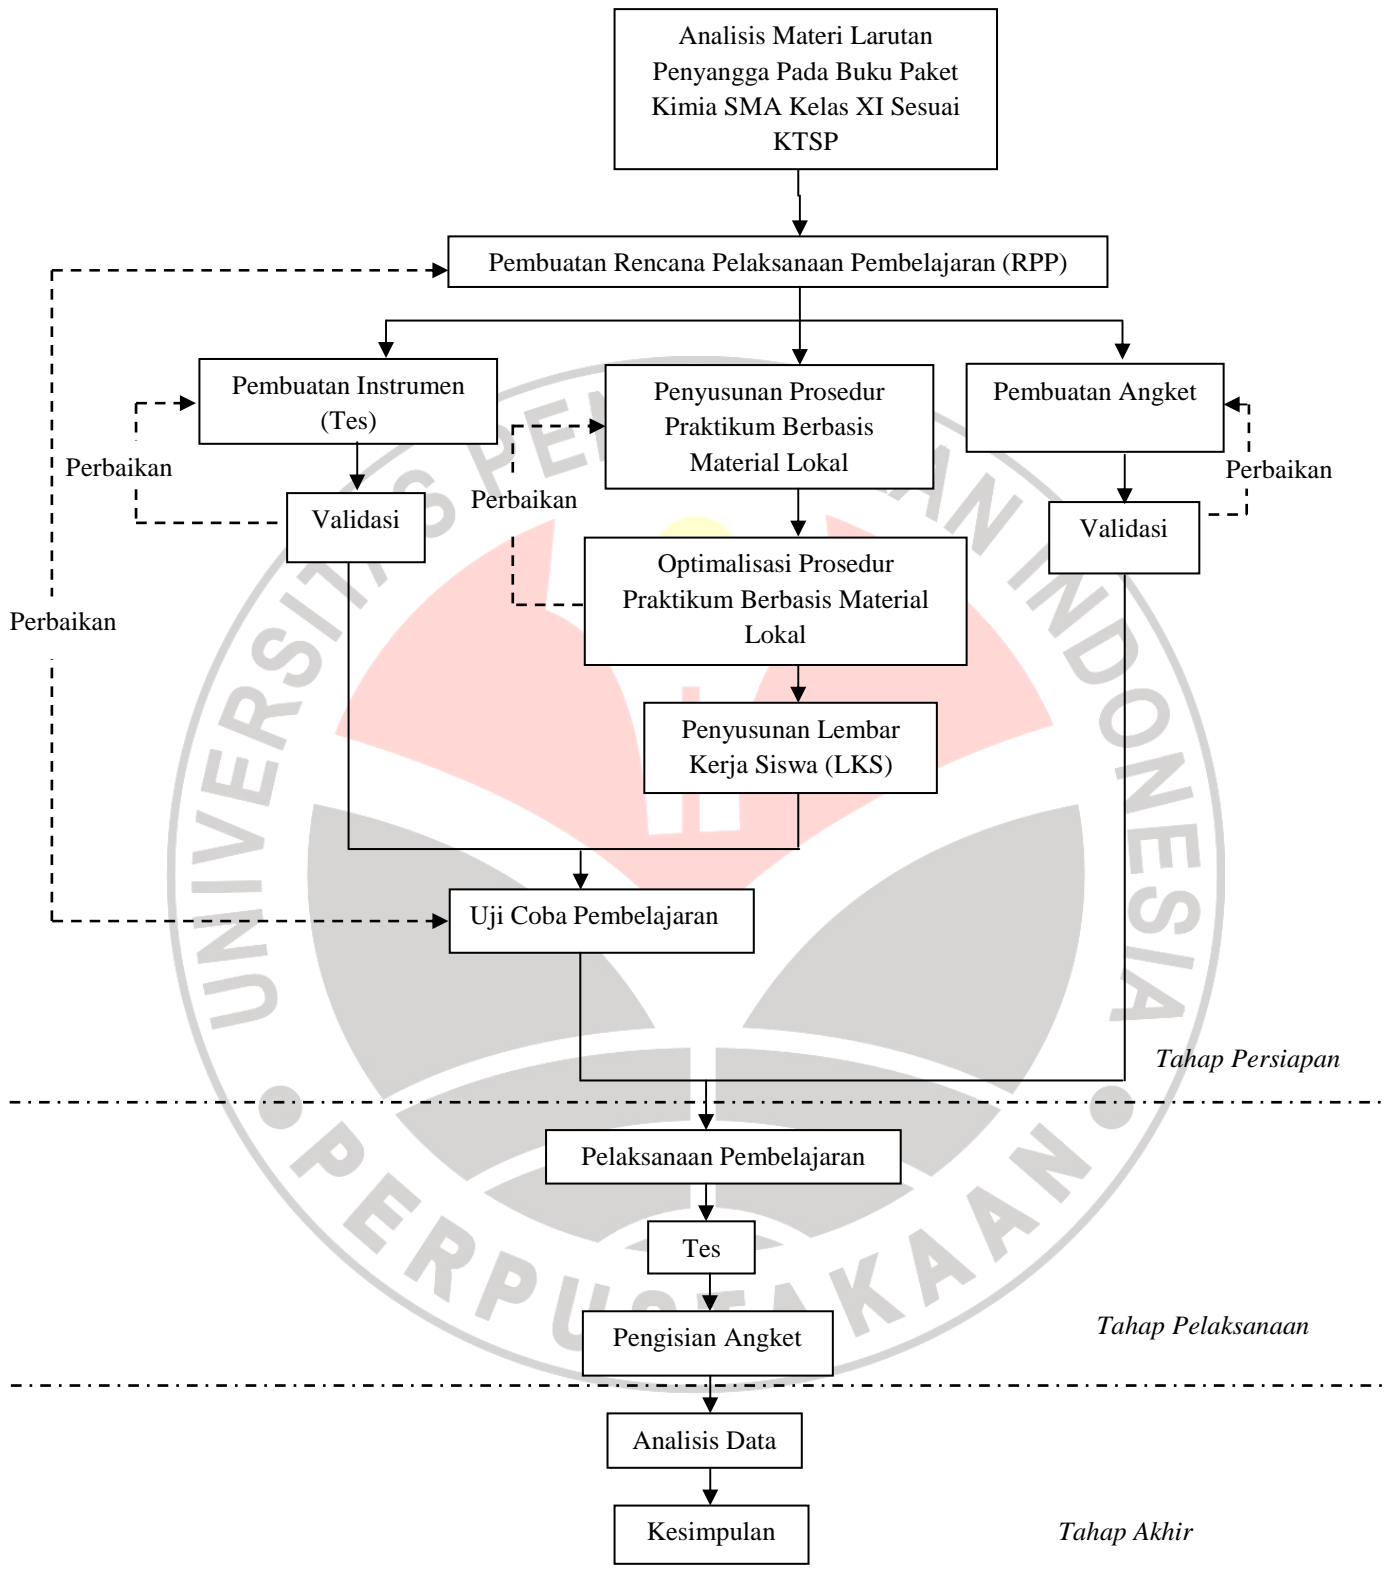 Analisis Materi Larutan
Penyangga Pada Buku Paket
Kimia SMA Kelas XI Sesuai
KTSP
Pembuatan Rencana Pelaksanaan Pembelajaran (RPP)
Pembuatan Instrumen
(Tes)
Penyusunan Prosedur
Praktikum Berbasis
Material Lokal
Pembuatan Angket
Perbaikan
Perbaikan
Perbaikan
Validasi
Validasi
Optimalisasi Prosedur
Praktikum Berbasis Material
Lokal
Perbaikan
Penyusunan Lembar
Kerja Siswa (LKS)
Uji Coba Pembelajaran
Tahap Persiapan
Pelaksanaan Pembelajaran
Tes
Pengisian Angket
Tahap Pelaksanaan
Analisis Data
Kesimpulan
Tahap Akhir
PERPUSTAKAAN